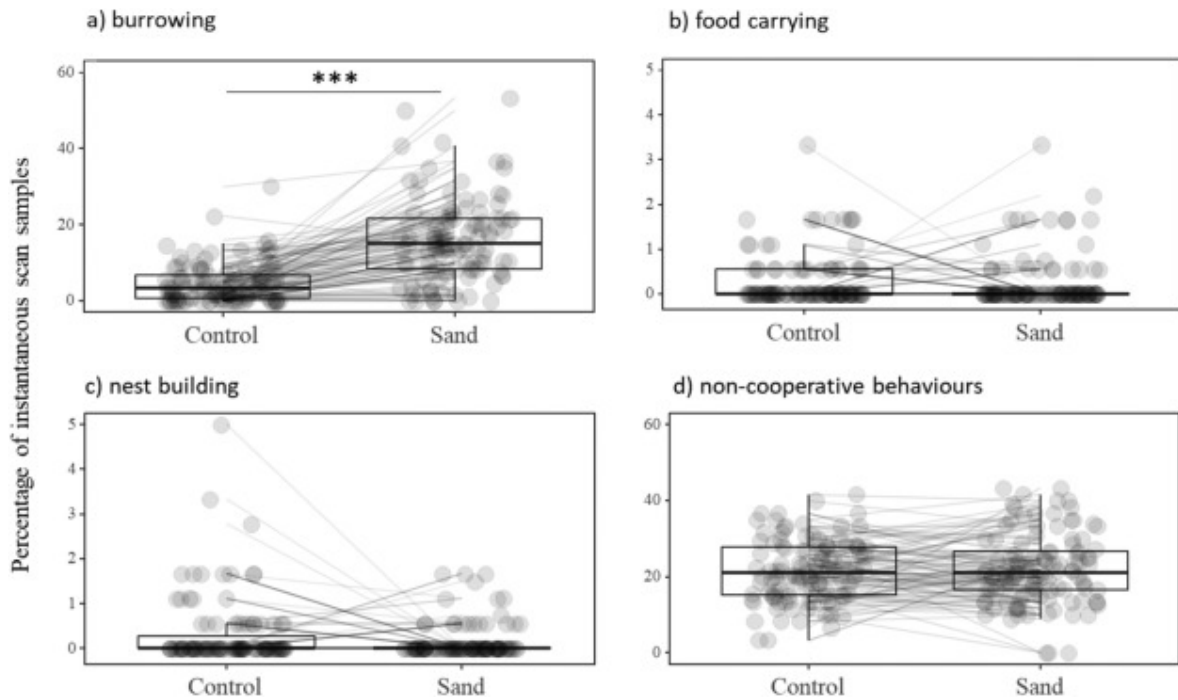 Percentage of instantaneous scan samples
a) burrowing
60
40
20
0
***
Control Sand
b) food carrying
5
4
3
2
1
0
Control Sand
c) nest building
5
4
3
2
1
0
Control Sand
d) non-cooperative behaviours
60
40
20
0
Control Sand